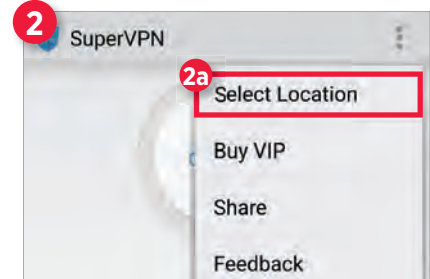 2
SuperVPN
2a
Select Location
Buy VIP
Share
Feedback